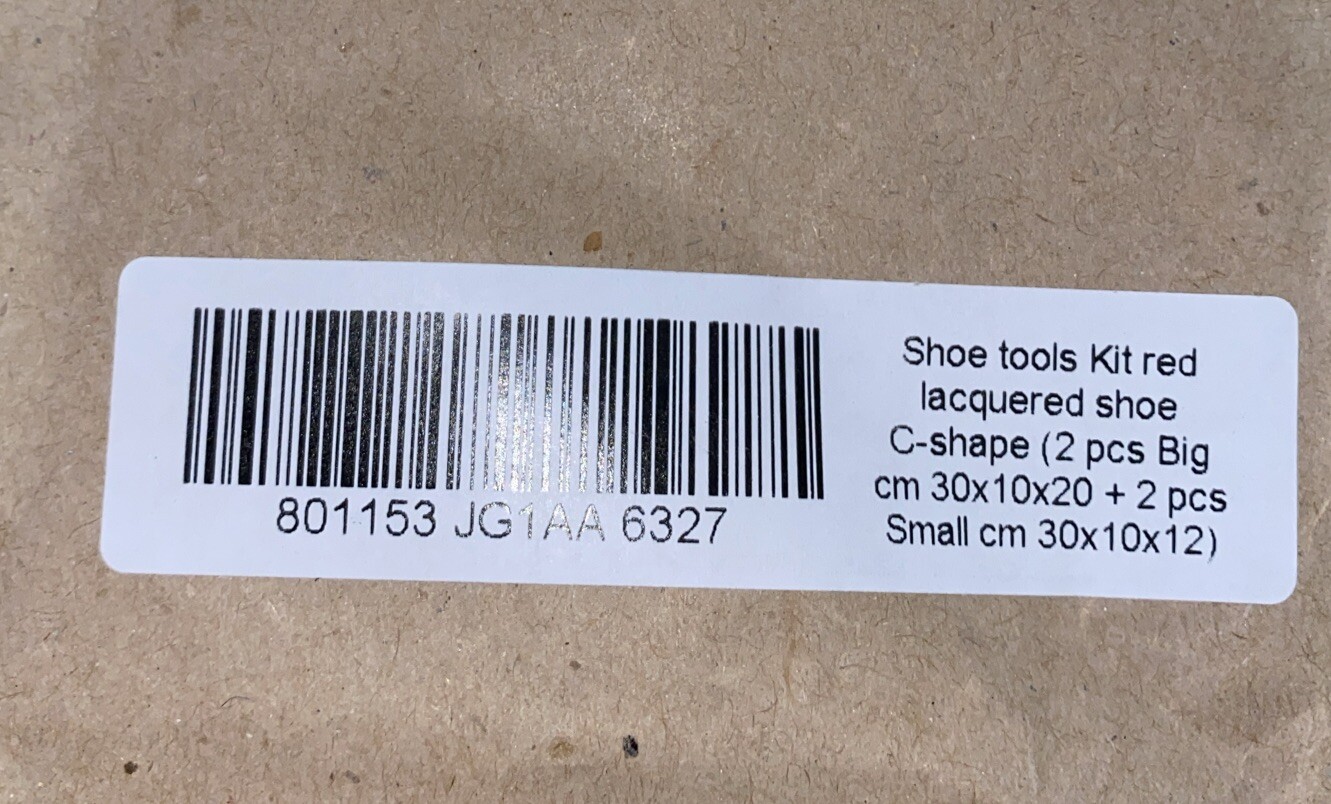 801153 JG1AA 6327
Shoe tools Kit red
lacquered shoe
C-shape (2 pcs Big
cm 30x10x20 + 2 pcs
Small cm 30x10x12)